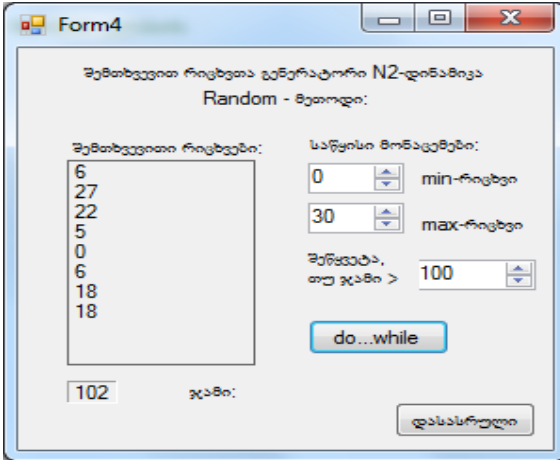 Form4
შემთხვევით რიცხვთა გენერატორი N2-დინამიკა
Random - მეთოდი:
შემთხვევითი რიცხვები:
საწყისი მონაცემები:
6
27
22
5
0
6
18
18
0
min-რიცხვი
30
max-რიცხვი
შეწყვეტა,
თუ ჯამი >
100
do...while
102
ჯამი:
დასასრული